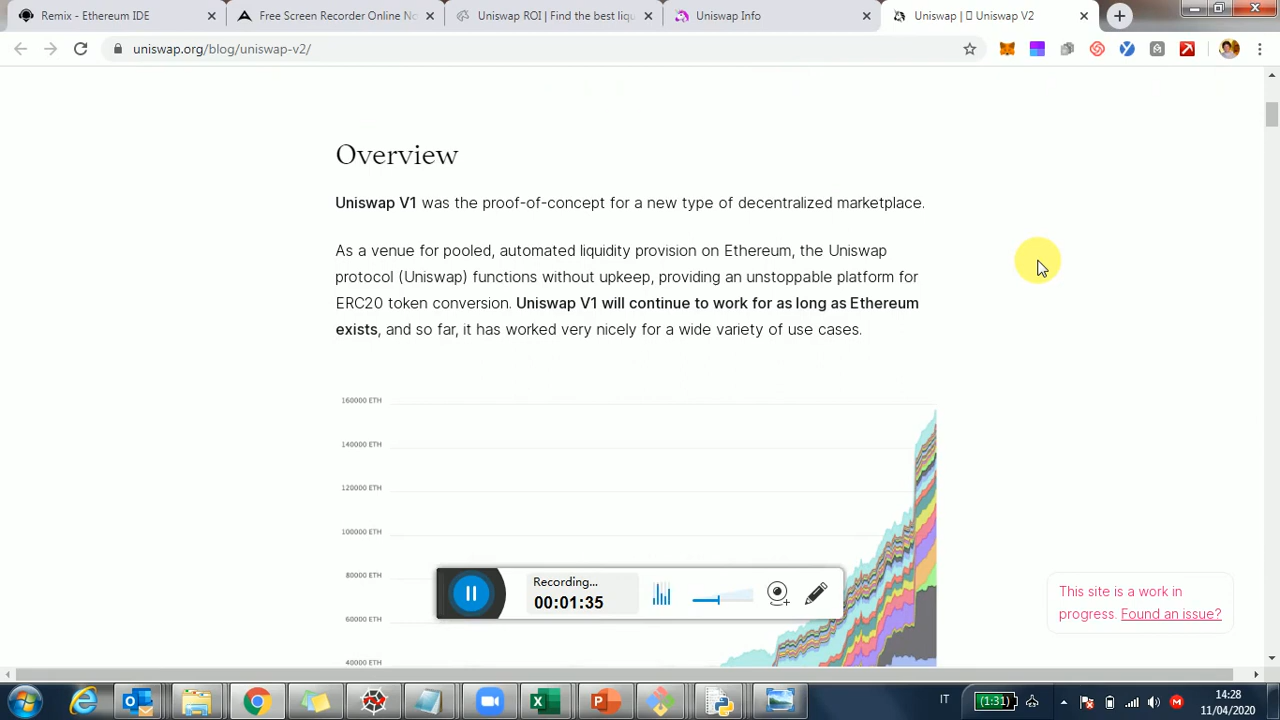 Remix - Ethereum IDE
Free Screen Recorder Online No
Uniswap ROI | Find the best liqu
Uniswap Info
Uniswap | Uniswap V2
uniswap.org/blog/uniswap-v2/
Overview
Uniswap V1 was the proof-of-concept for a new type of decentralized marketplace.
As a venue for pooled, automated liquidity provision on Ethereum, the Uniswap
protocol (Uniswap) functions without upkeep, providing an unstoppable platform for
ERC20 token conversion. Uniswap V1 will continue to work for as long as Ethereum
exists, and so far, it has worked very nicely for a wide variety of use cases.
160000 ETH
140000 ETH
120000 ETH
100000 ETH
80000 ETH
60000 ETH
40000 ETH
Recording...
00:01:35
This site is a work in
progress. Found an issue?
IT
(1:31)
14:28
11/04/2020